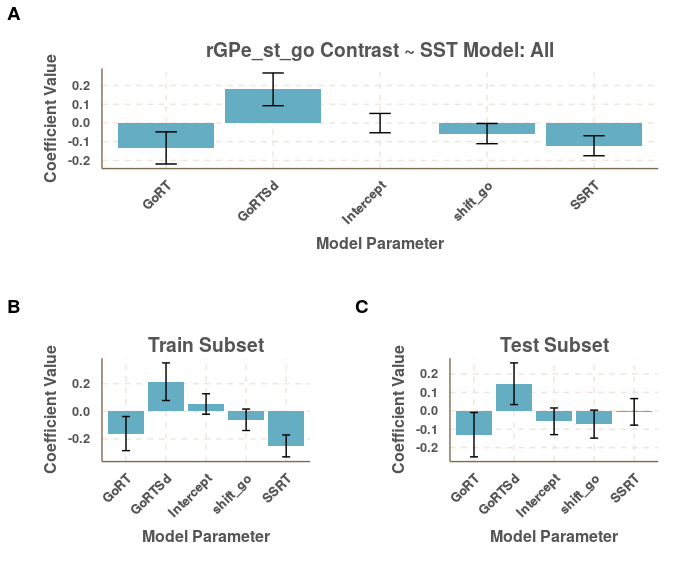 A
rGPe_st_go Contrast ~ SST Model: All
Coefficient Value
0.2
0.1
0.0
-0.1
-0.2
GoRT
GoRTSd
Intercept
shift_go
SSRT
Model Parameter
B
Train Subset
Coefficient Value
0.2
0.0
-0.2
GoRT
GoRTSd
Intercept
shift_go
SSRT
Model Parameter
C
Test Subset
Coefficient Value
0.2
0.1
0.0
-0.1
-0.2
GoRT
GoRTSd
Intercept
shift_go
SSRT
Model Parameter